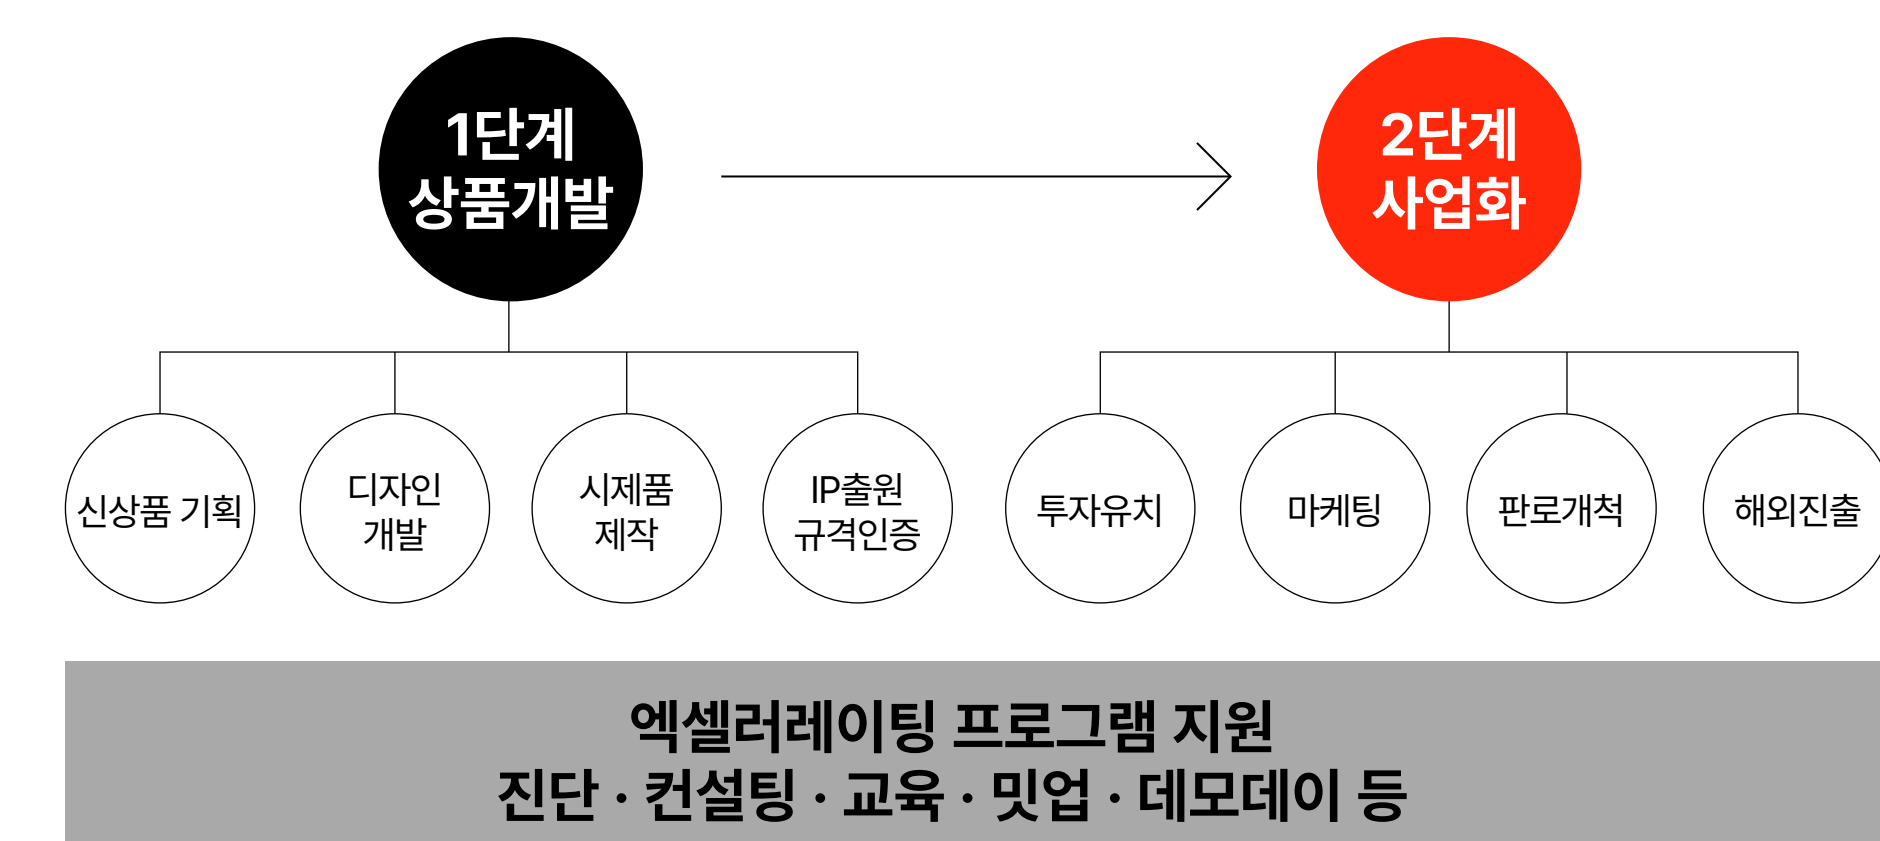 1단계
상품개발
2단계
사업화
신상품 기획
디자인
개발
시제품
제작
IP출원
규격인증
투자유치
마케팅
판로개척
해외진출
엑셀러레이팅 프로그램 지원
진단 · 컨설팅 · 교육 · 밋업 · 데모데이 등